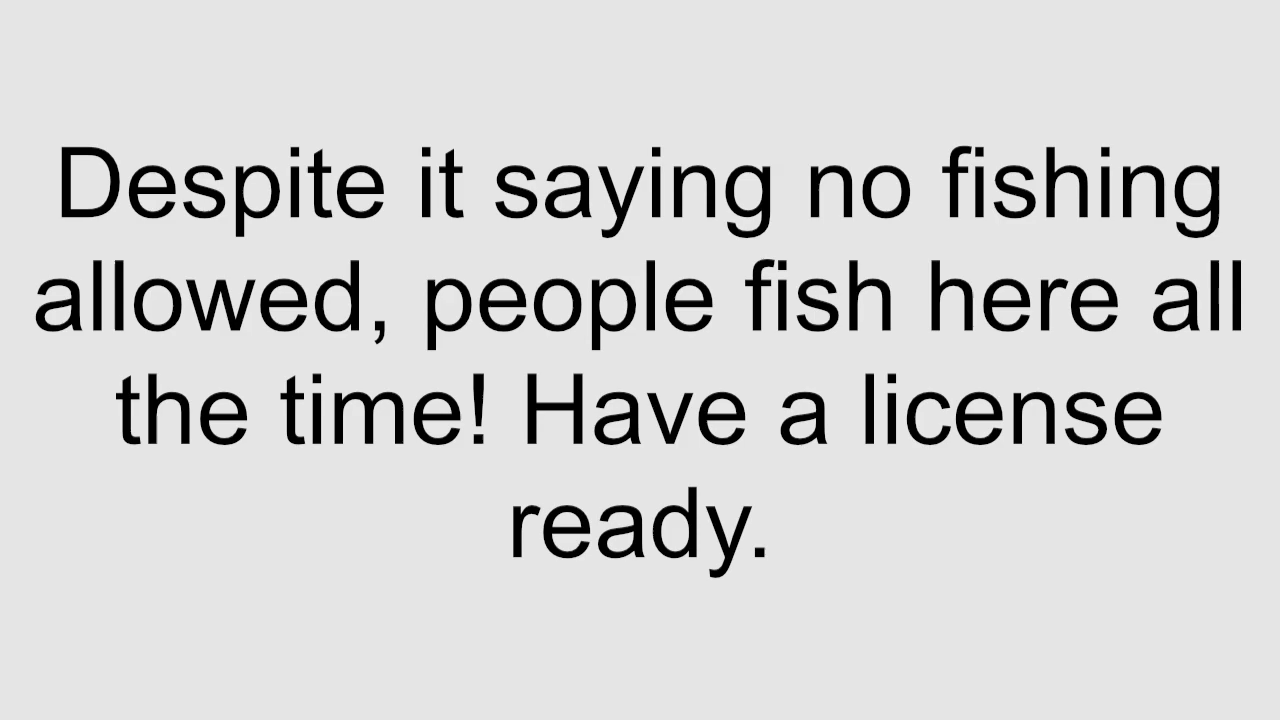 Despite it saying no fishing
allowed, people fish here all
the time! Have a license
ready.